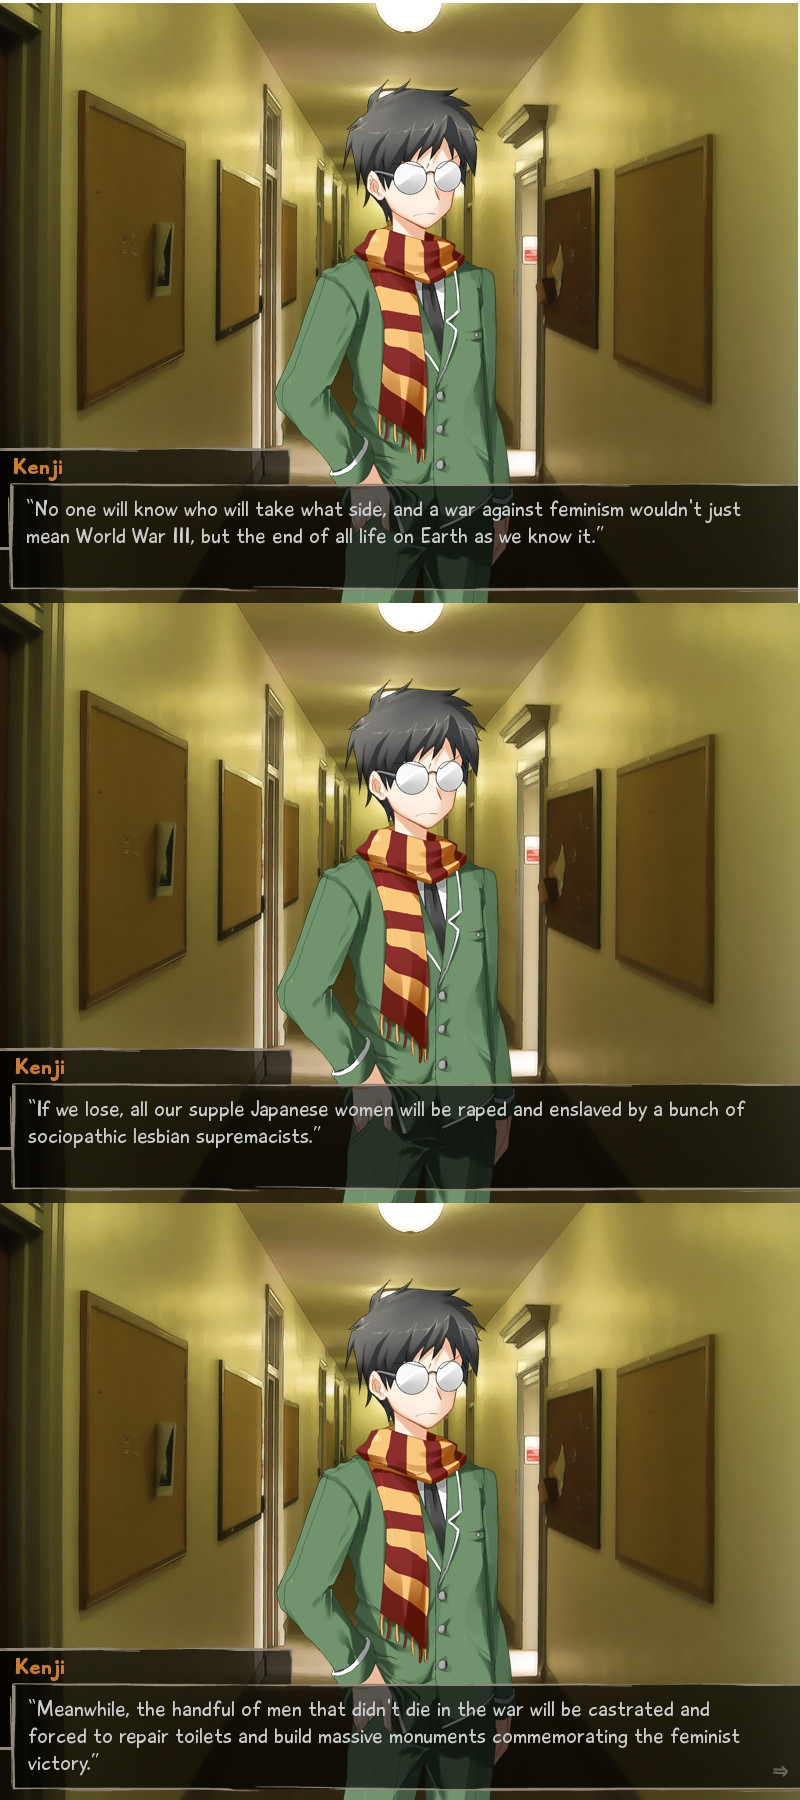 Kenji
“No one will know who will take what side, and a war against feminism wouldn't just
mean World War III, but the end of all life on Earth as we know it.”
Kenji
“If we lose, all our supple Japanese women will be raped and enslaved by a bunch of
sociopathic lesbian supremacists.”
Kenji
“Meanwhile, the handful of men that didn't die in the war will be castrated and
forced to repair toilets and build massive monuments commemorating the feminist
victory.”